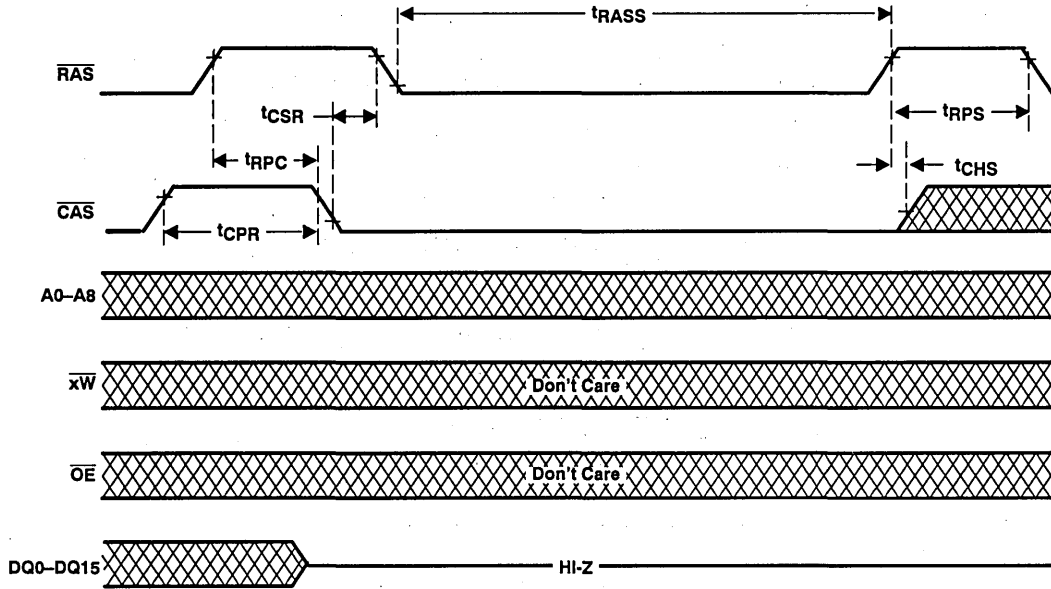 tRASS
RAS
tCSR
tRPS
tRPC
tCHS
CAS
tCPR
A0–A8
xW
Don't Care
OE
Don't Care
DQ0–DQ15
HI-Z